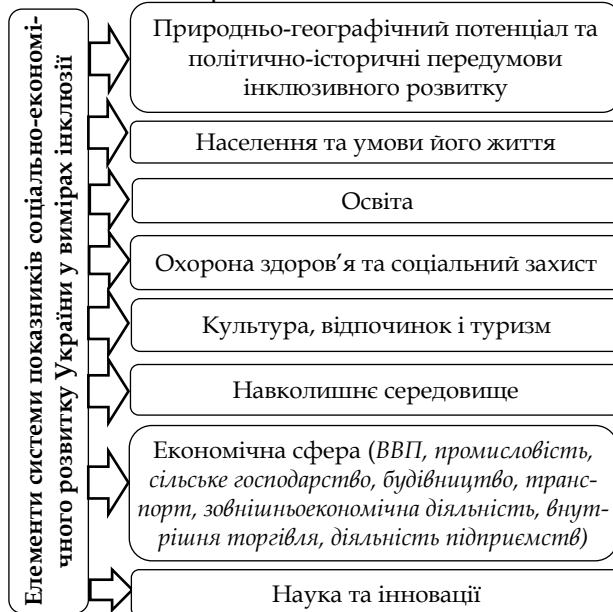 Елементи системи показників соціально-економі-
чного розвитку України у вимірах інклюзії
Природньо-географічний потенціал та
політично-історичні передумови
інклюзивного розвитку
Населення та умови його життя
Освіта
Охорона здоров’я та соціальний захист
Культура, відпочинок і туризм
Навколишнє середовище
Економічна сфера (ВВП, промисловість,
сільське господарство, будівництво, транс-
порт, зовнішньоекономічна діяльність, внут-
рішня торгівля, діяльність підприємств)
Наука та інновації